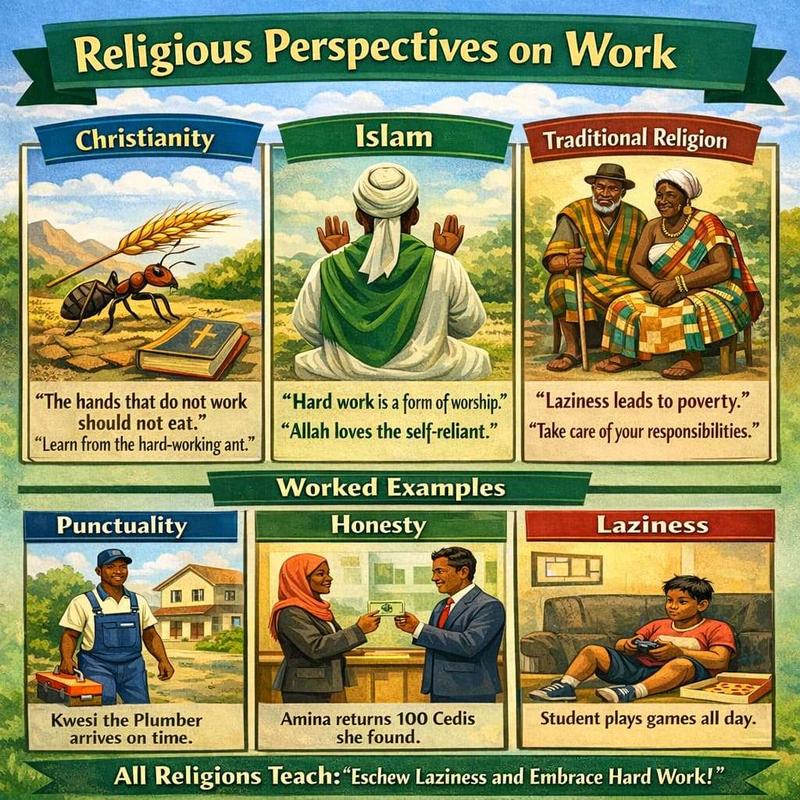 Religious Perspectives on Work
Christianity
Islam
Traditional Religion
“The hands that do not work
should not eat.”
“Learn from the hard-working ant.”
“Hard work is a form of worship.”
“Allah loves the self-reliant.”
“Laziness leads to poverty.”
“Take care of your responsibilities.”
Worked Examples
Punctuality
Honesty
Laziness
Kwesi the Plumber
arrives on time.
Amina returns 100 Cedis
she found.
Student plays games all day.
All Religions Teach: “Eschew Laziness and Embrace Hard Work!”